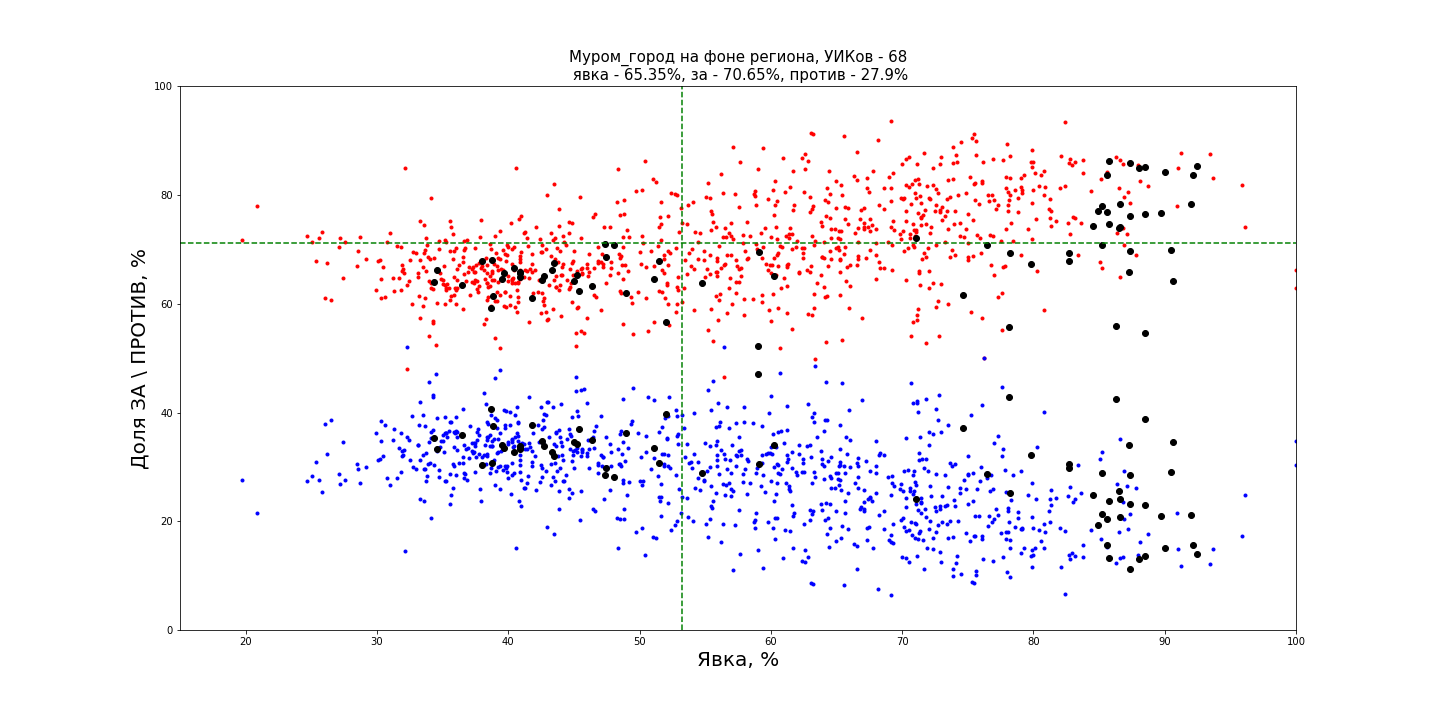 Муром_город на фоне региона, УИКов - 68
явка - 65.35%, за - 70.65%, против - 27.9%
100
80
60
40
20
0
Доля ЗА \ ПРОТИВ, %
20 30 40 50 60 70 80 90 100
Явка, %